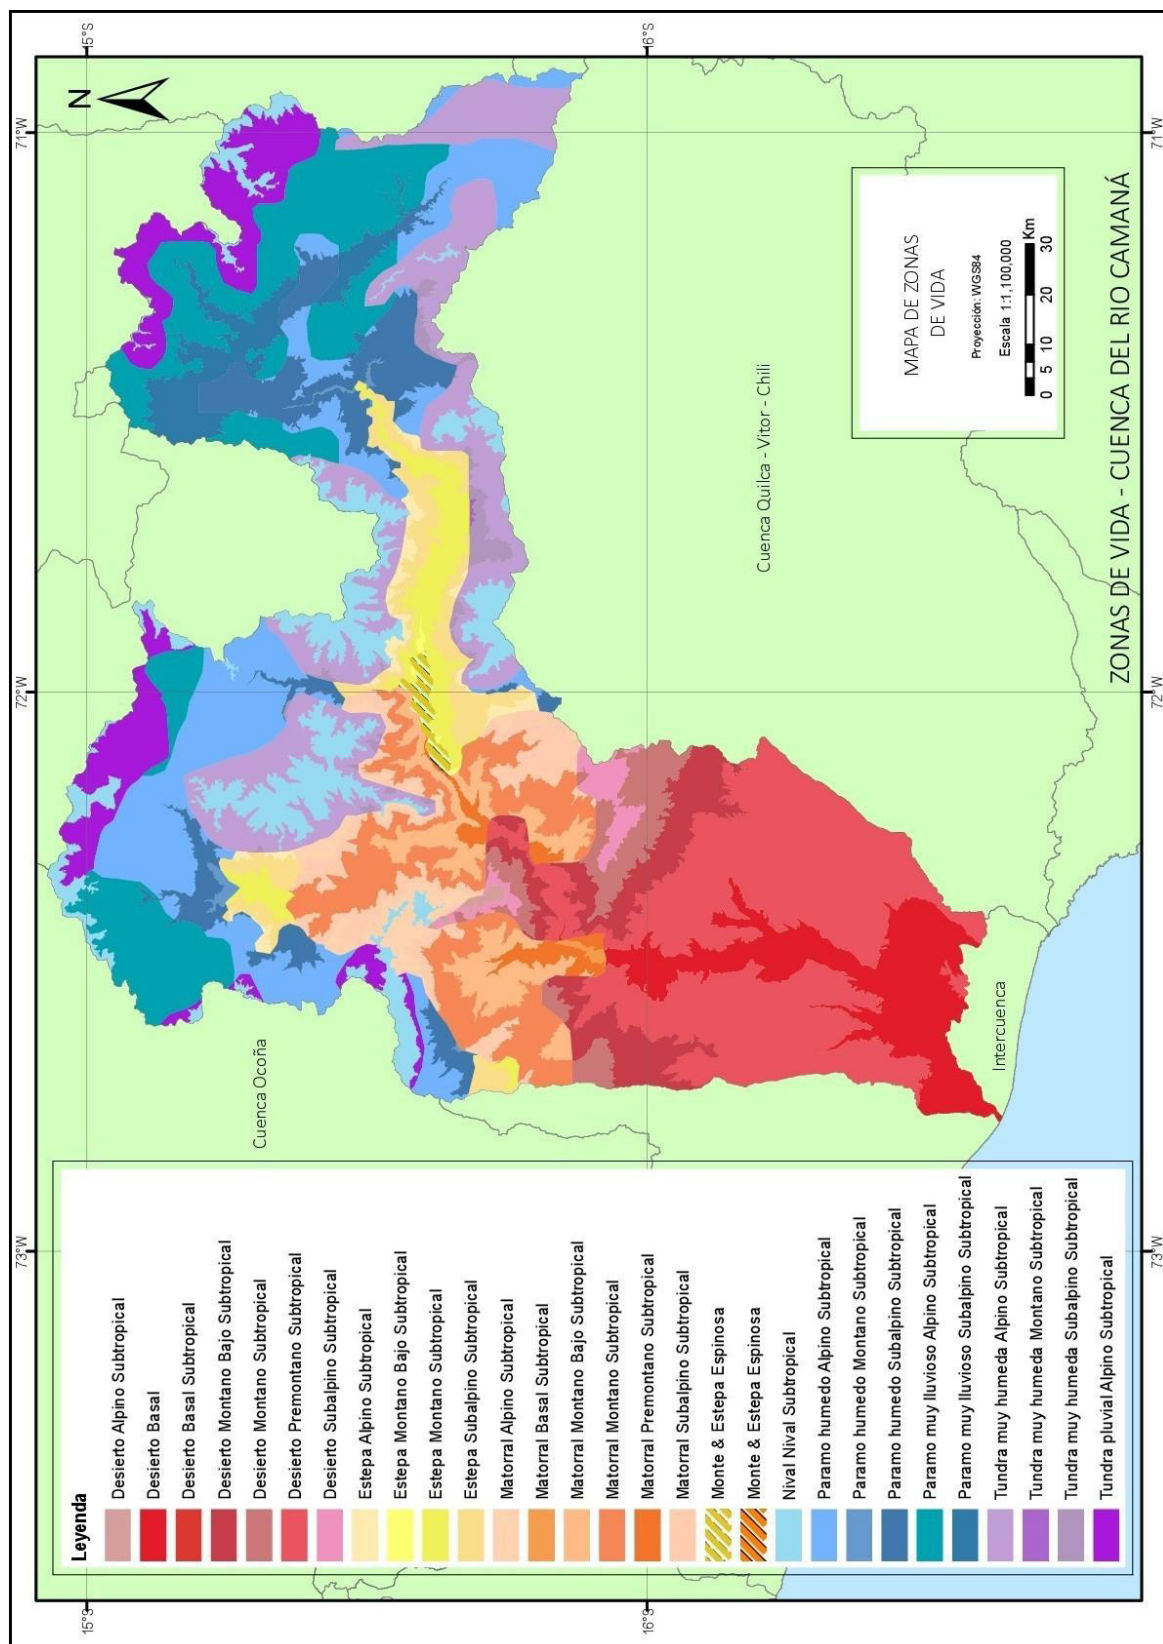 15°S
16°S
N
71°W
71°W
72°W
72°W
73°W
73°W
15°S
16°S
Cuenca Ocoña
Cuenca Quilca - Vitor - Chili
Intercuenca
MAPA DE ZONAS
DE VIDA
Proyección: WGS84
Escala 1:1,100,000
0 5 10 20 30 Km
ZONAS DE VIDA - CUENCA DEL RIO CAMANÁ
Leyenda
Desierto Alpino Subtropical
Desierto Basal
Desierto Basal Subtropical
Desierto Montano Bajo Subtropical
Desierto Montano Subtropical
Desierto Premontano Subtropical
Desierto Subalpino Subtropical
Estepa Alpino Subtropical
Estepa Montano Bajo Subtropical
Estepa Montano Subtropical
Estepa Subalpino Subtropical
Matorral Alpino Subtropical
Matorral Basal Subtropical
Matorral Montano Bajo Subtropical
Matorral Montano Subtropical
Matorral Premontano Subtropical
Matorral Subalpino Subtropical
Monte & Estepa Espinosa
Monte & Estepa Espinosa
Nival Nival Subtropical
Paramo humedo Alpino Subtropical
Paramo humedo Montano Subtropical
Paramo humedo Subalpino Subtropical
Paramo muy lluvioso Alpino Subtropical
Paramo muy lluvioso Subalpino Subtropical
Tundra muy humeda Alpino Subtropical
Tundra muy humeda Montano Subtropical
Tundra muy humeda Subalpino Subtropical
Tundra pluvial Alpino Subtropical